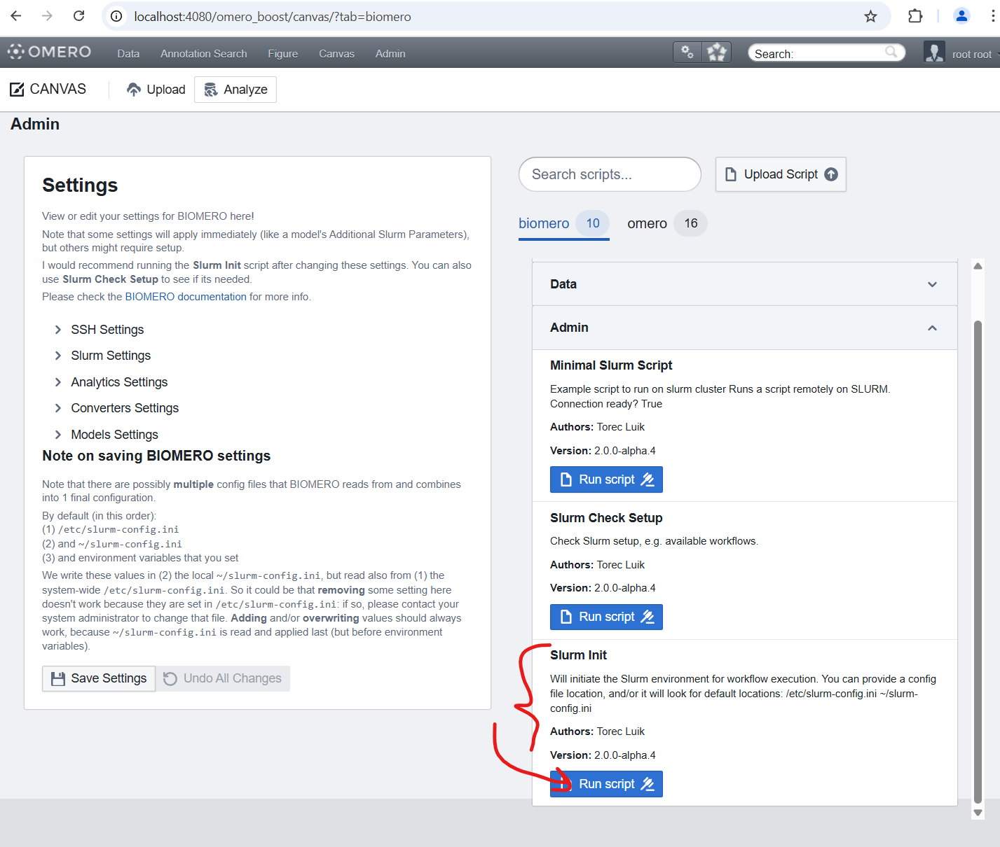 localhost:4080/omero_boost/canvas/?tab=biomero
OMERO
Data
Annotation Search
Figure
Canvas
Admin
Search:
root root
CANVAS
Upload
Analyze
Admin
Settings
View or edit your settings for BIOMERO here!
Note that some settings will apply immediately (like a model's Additional Slurm Parameters),
but others might require setup.
I would recommend running the Slurm Init script after changing these settings. You can also
use Slurm Check Setup to see if its needed.
Please check the BIOMERO documentation for more info.
SSH Settings
Slurm Settings
Analytics Settings
Converters Settings
Models Settings
Note on saving BIOMERO settings
Note that there are possibly multiple config files that BIOMERO reads from and combines
into 1 final configuration.
By default (in this order):
(1) /etc/slurm-config.ini
(2) and ~/slurm-config.ini
(3) and environment variables that you set
We write these values in (2) the local ~/slurm-config.ini, but read also from (1) the
system-wide /etc/slurm-config.ini. So it could be that removing some setting here
doesn't work because they are set in /etc/slurm-config.ini: if so, please contact your
system administrator to change that file. Adding and/or overwriting values should always
work, because ~/slurm-config.ini is read and applied last (but before environment
variables).
Save Settings
Undo All Changes
Search scripts...
Upload Script
biomero 10
omero 16
Data
Admin
Minimal Slurm Script
Example script to run on slurm cluster Runs a script remotely on SLURM.
Connection ready? True
Authors: Torec Luik
Version: 2.0.0-alpha.4
Run script
Slurm Check Setup
Check Slurm setup, e.g. available workflows.
Authors: Torec Luik
Version: 2.0.0-alpha.4
Run script
Slurm Init
Will initiate the Slurm environment for workflow execution. You can provide a config
file location, and/or it will look for default locations: /etc/slurm-config.ini ~/slurm-
config.ini
Authors: Torec Luik
Version: 2.0.0-alpha.4
Run script